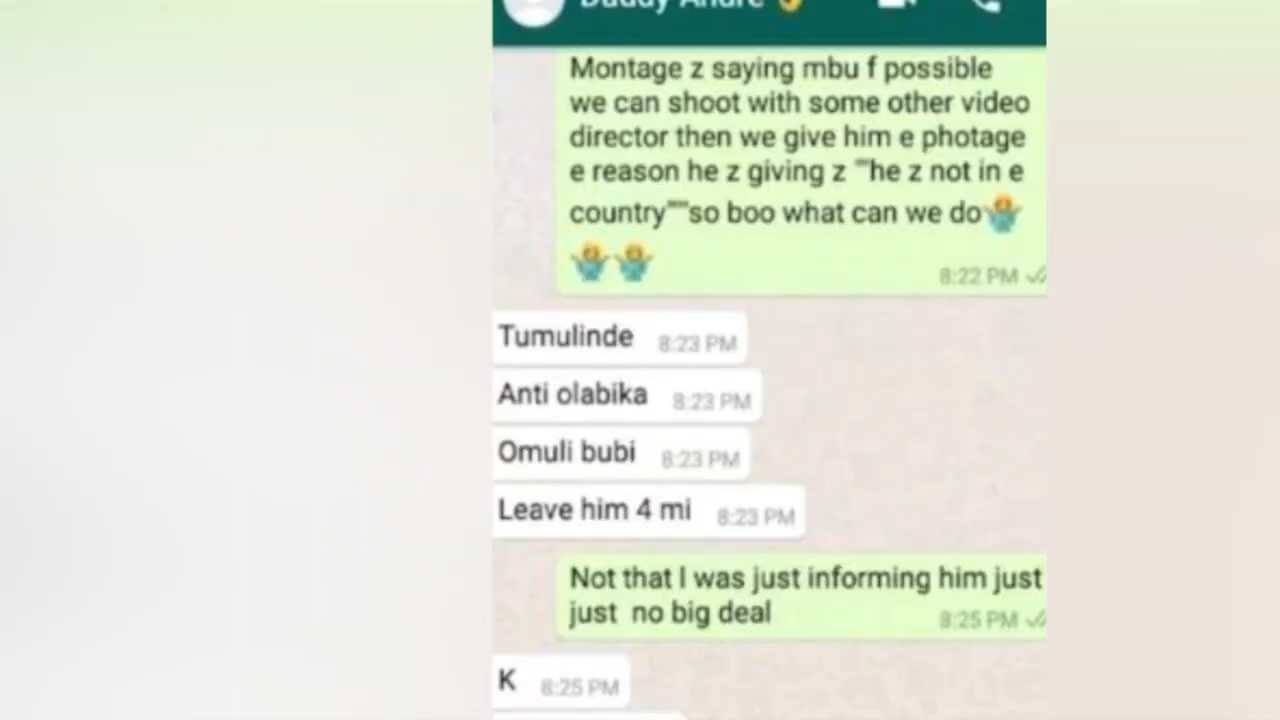 Daddy Andre
Montage z saying mbu f possible
we can shoot with some other video
director then we give him e photage
e reason he z giving z ""he z not in e
country"""so boo what can we do🤷
🤷🤷
8:22 PM
Tumulinde 8:23 PM
Anti olabika 8:23 PM
Omuli bubi 8:23 PM
Leave him 4 mi 8:23 PM
Not that I was just informing him just
just no big deal
8:25 PM
K 8:25 PM